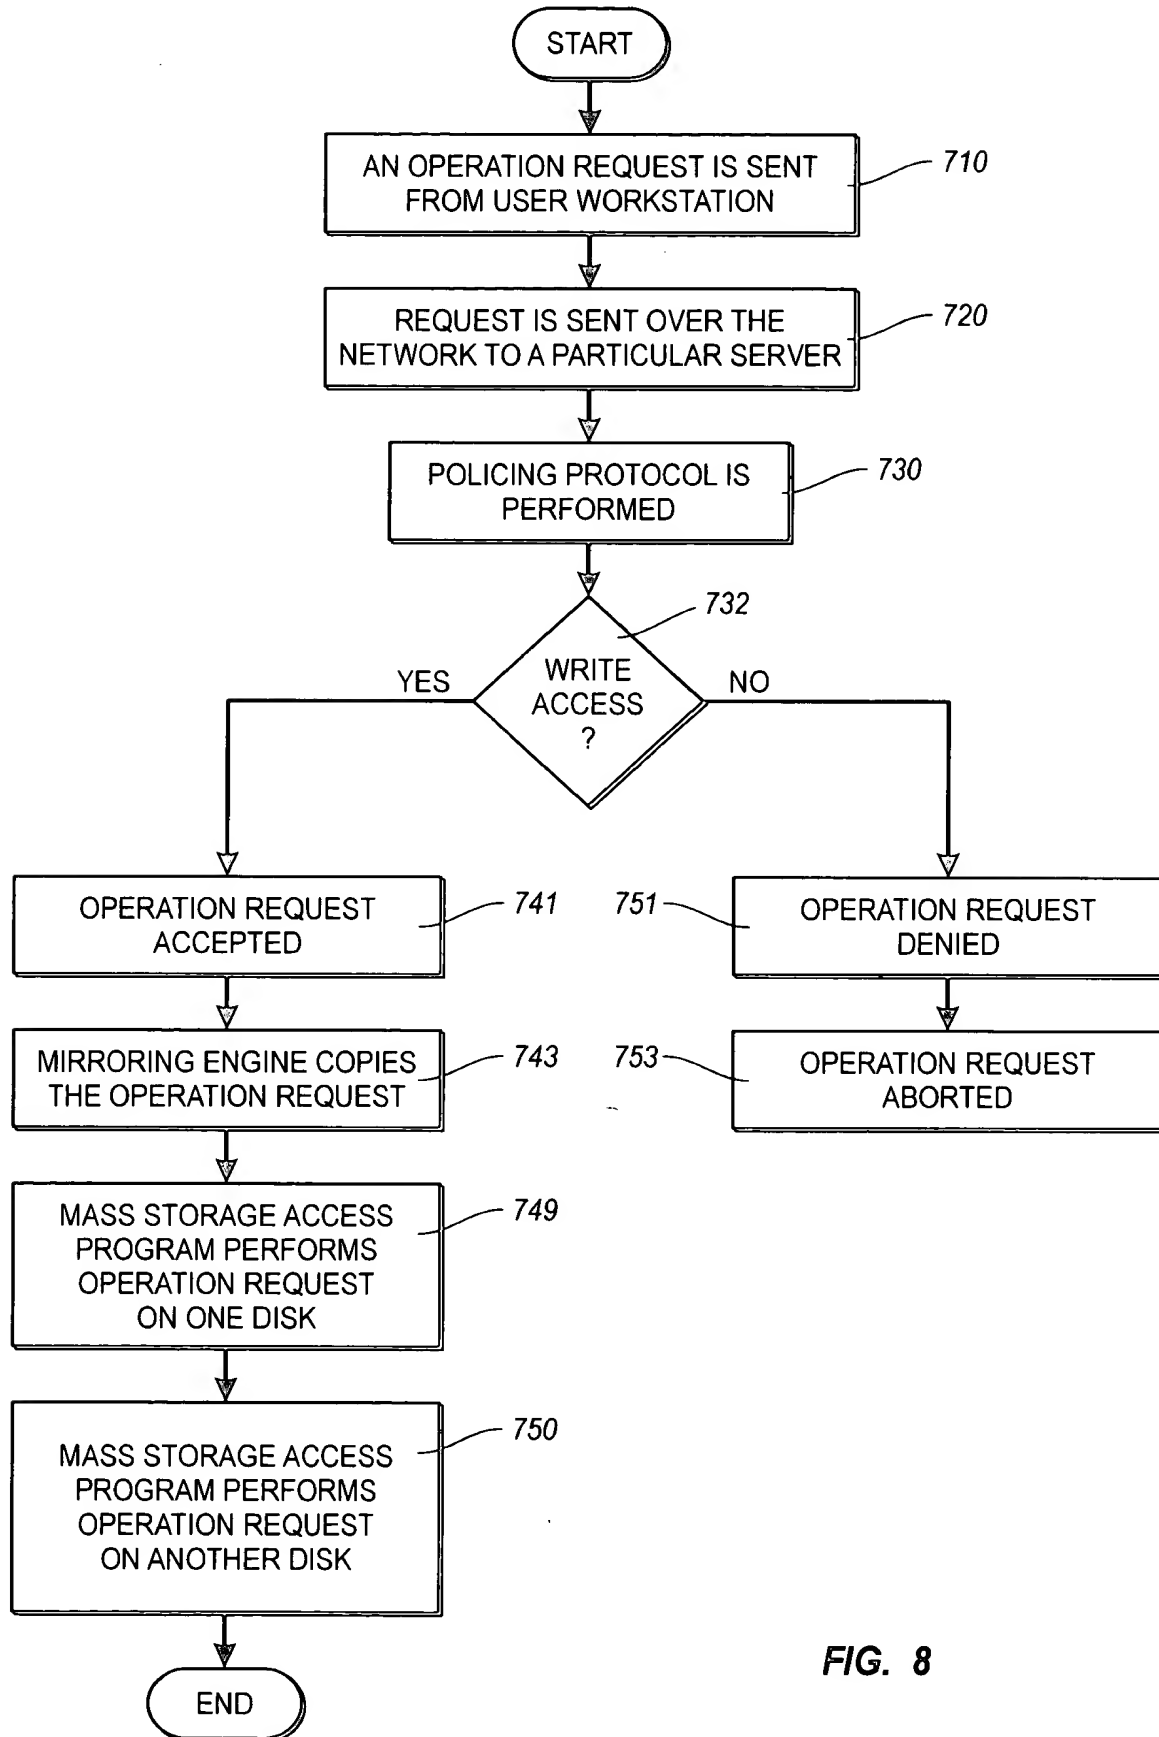 START
AN OPERATION REQUEST IS SENT
FROM USER WORKSTATION
710
REQUEST IS SENT OVER THE
NETWORK TO A PARTICULAR SERVER
720
POLICING PROTOCOL IS
PERFORMED
730
732
WRITE
ACCESS
?
YES
NO
OPERATION REQUEST
ACCEPTED
741
751
OPERATION REQUEST
DENIED
MIRRORING ENGINE COPIES
THE OPERATION REQUEST
743
753
OPERATION REQUEST
ABORTED
MASS STORAGE ACCESS
PROGRAM PERFORMS
OPERATION REQUEST
ON ONE DISK
749
MASS STORAGE ACCESS
PROGRAM PERFORMS
OPERATION REQUEST
ON ANOTHER DISK
750
END
FIG. 8